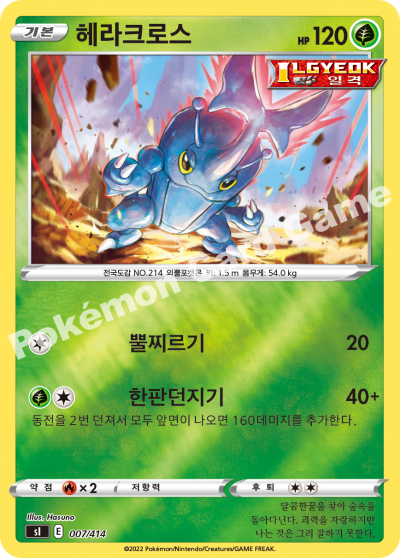 기본 헤라크로스 HP 120
ILGYEOK
일격
전국도감 NO.214 외뿔포켓몬 키: 1.5 m 몸무게: 54.0 kg
뿔찌르기 20
한판던지기 40+
동전을 2번 던져서 모두 앞면이 나오면 160데미지를 추가한다.
약점 ×2 저항력 후퇴
Illus. Hasuno
sI E 007/414
달콤한꿀을 찾아 숲속을
돌아다닌다. 괴력을 자랑하지만
나는 것은 그리 잘하지 못한다.
©2022 Pokémon/Nintendo/Creatures/GAME FREAK.
Pokémon Card Game